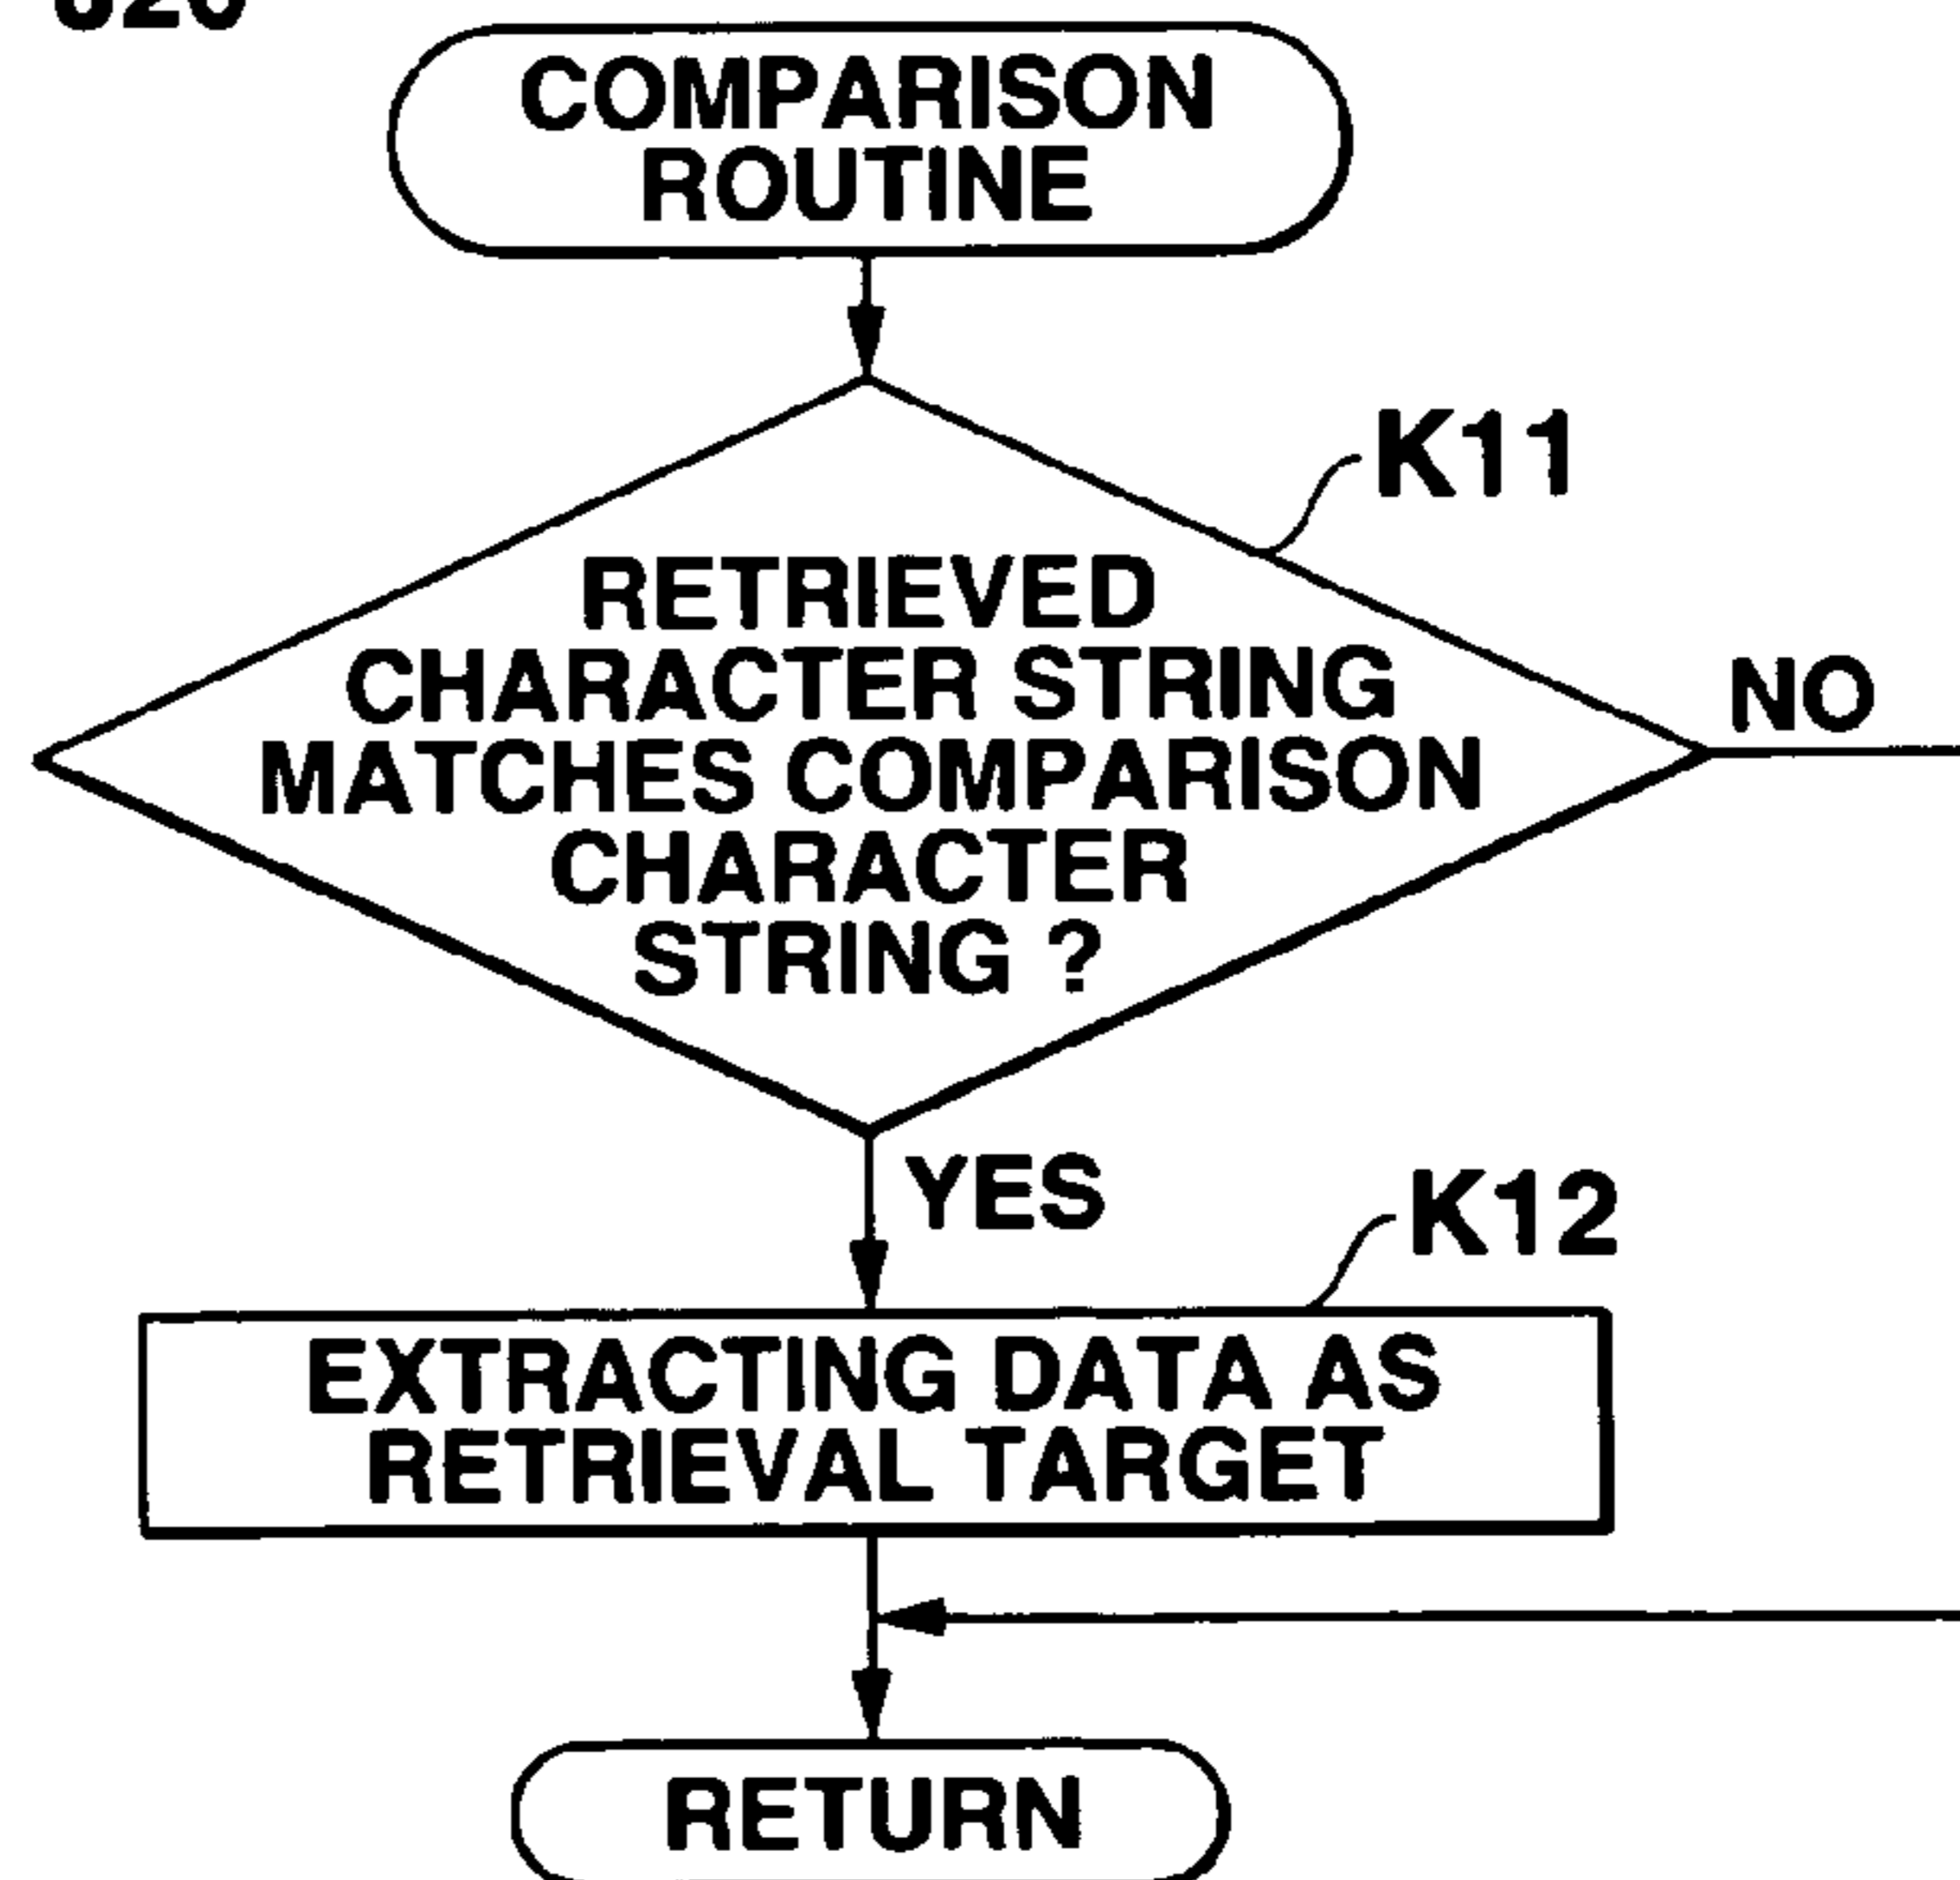 COMPARISON
ROUTINE
K11
RETRIEVED
CHARACTER STRING
MATCHES COMPARISON
CHARACTER
STRING ?
NO
YES
K12
EXTRACTING DATA AS
RETRIEVAL TARGET
RETURN